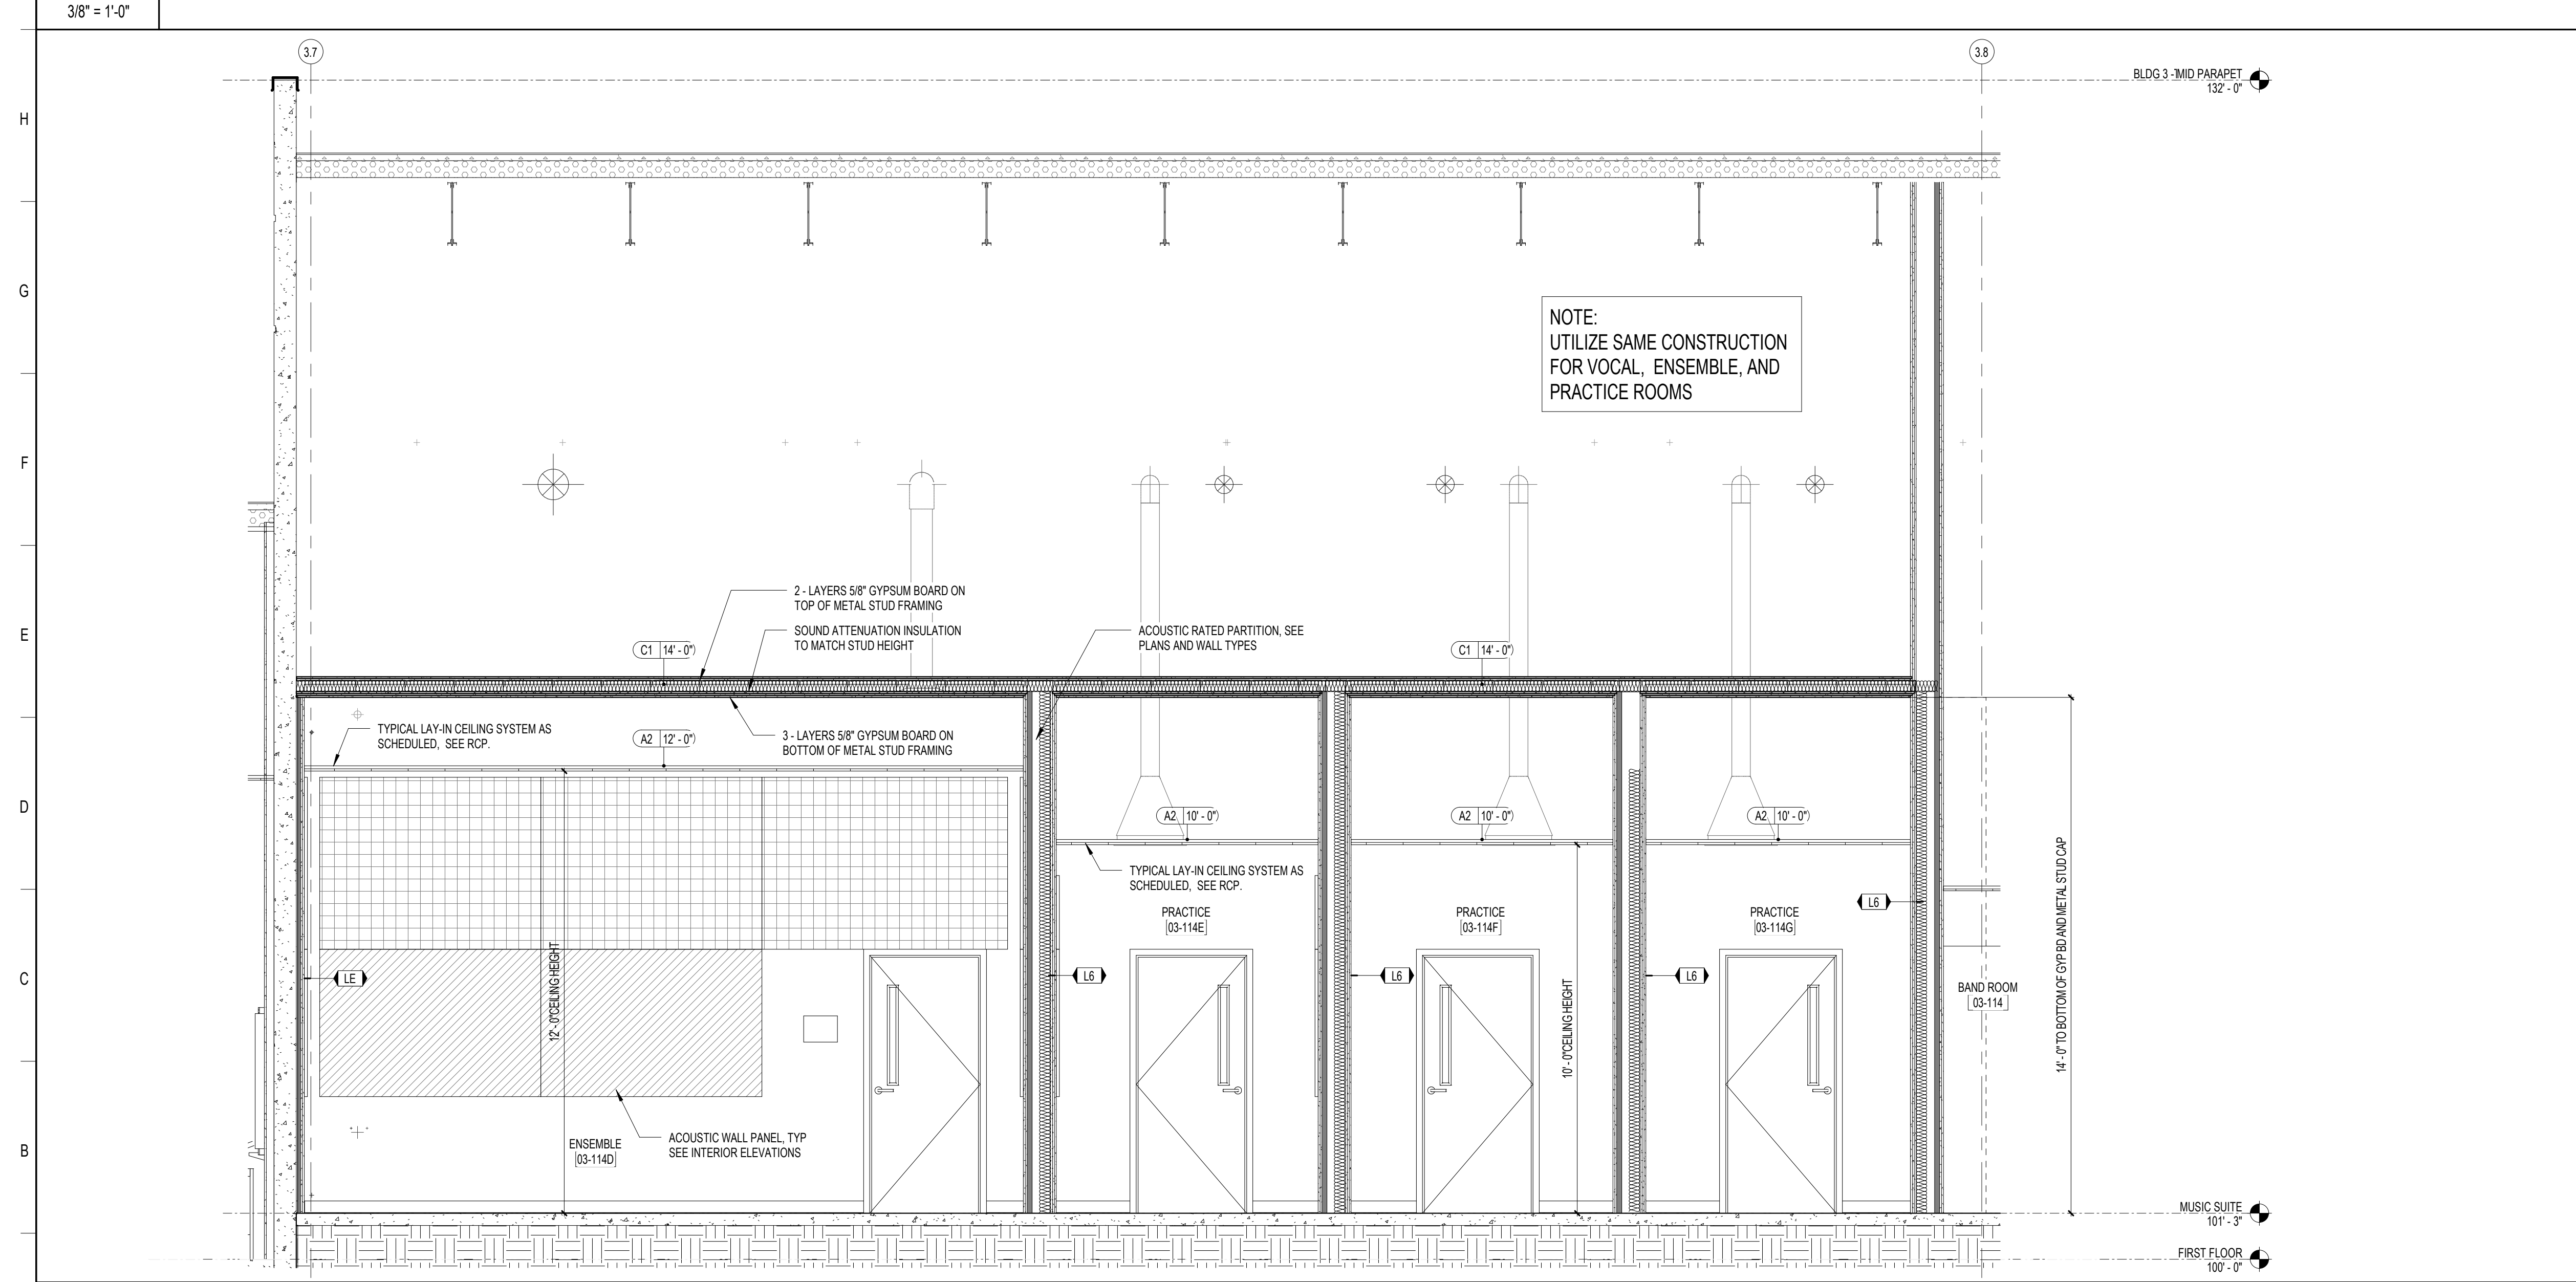 3/8" = 1'-0"
3.7
3.8
BLDG 3 - MID PARAPET
132' - 0"
H
G
F
E
D
C
B
NOTE:
UTILIZE SAME CONSTRUCTION
FOR VOCAL, ENSEMBLE, AND
PRACTICE ROOMS
2 - LAYERS 5/8" GYPSUM BOARD ON
TOP OF METAL STUD FRAMING
SOUND ATTENUATION INSULATION
TO MATCH STUD HEIGHT
ACOUSTIC RATED PARTITION, SEE
PLANS AND WALL TYPES
C1 14' - 0"
C1 14' - 0"
TYPICAL LAY-IN CEILING SYSTEM AS
SCHEDULED, SEE RCP.
A2 12' - 0"
3 - LAYERS 5/8" GYPSUM BOARD ON
BOTTOM OF METAL STUD FRAMING
A2 10' - 0"
A2 10' - 0"
A2 10' - 0"
TYPICAL LAY-IN CEILING SYSTEM AS
SCHEDULED, SEE RCP.
PRACTICE
03-114E
PRACTICE
03-114F
PRACTICE
03-114G
L6
LE
L6
L6
L6
12' - 0"CEILING HEIGHT
10' - 0"CEILING HEIGHT
14' - 0" TO BOTTOM OF GYP BD AND METAL STUD CAP
BAND ROOM
03-114
ENSEMBLE
03-114D
ACOUSTIC WALL PANEL, TYP
SEE INTERIOR ELEVATIONS
MUSIC SUITE
101' - 3"
FIRST FLOOR
100' - 0"